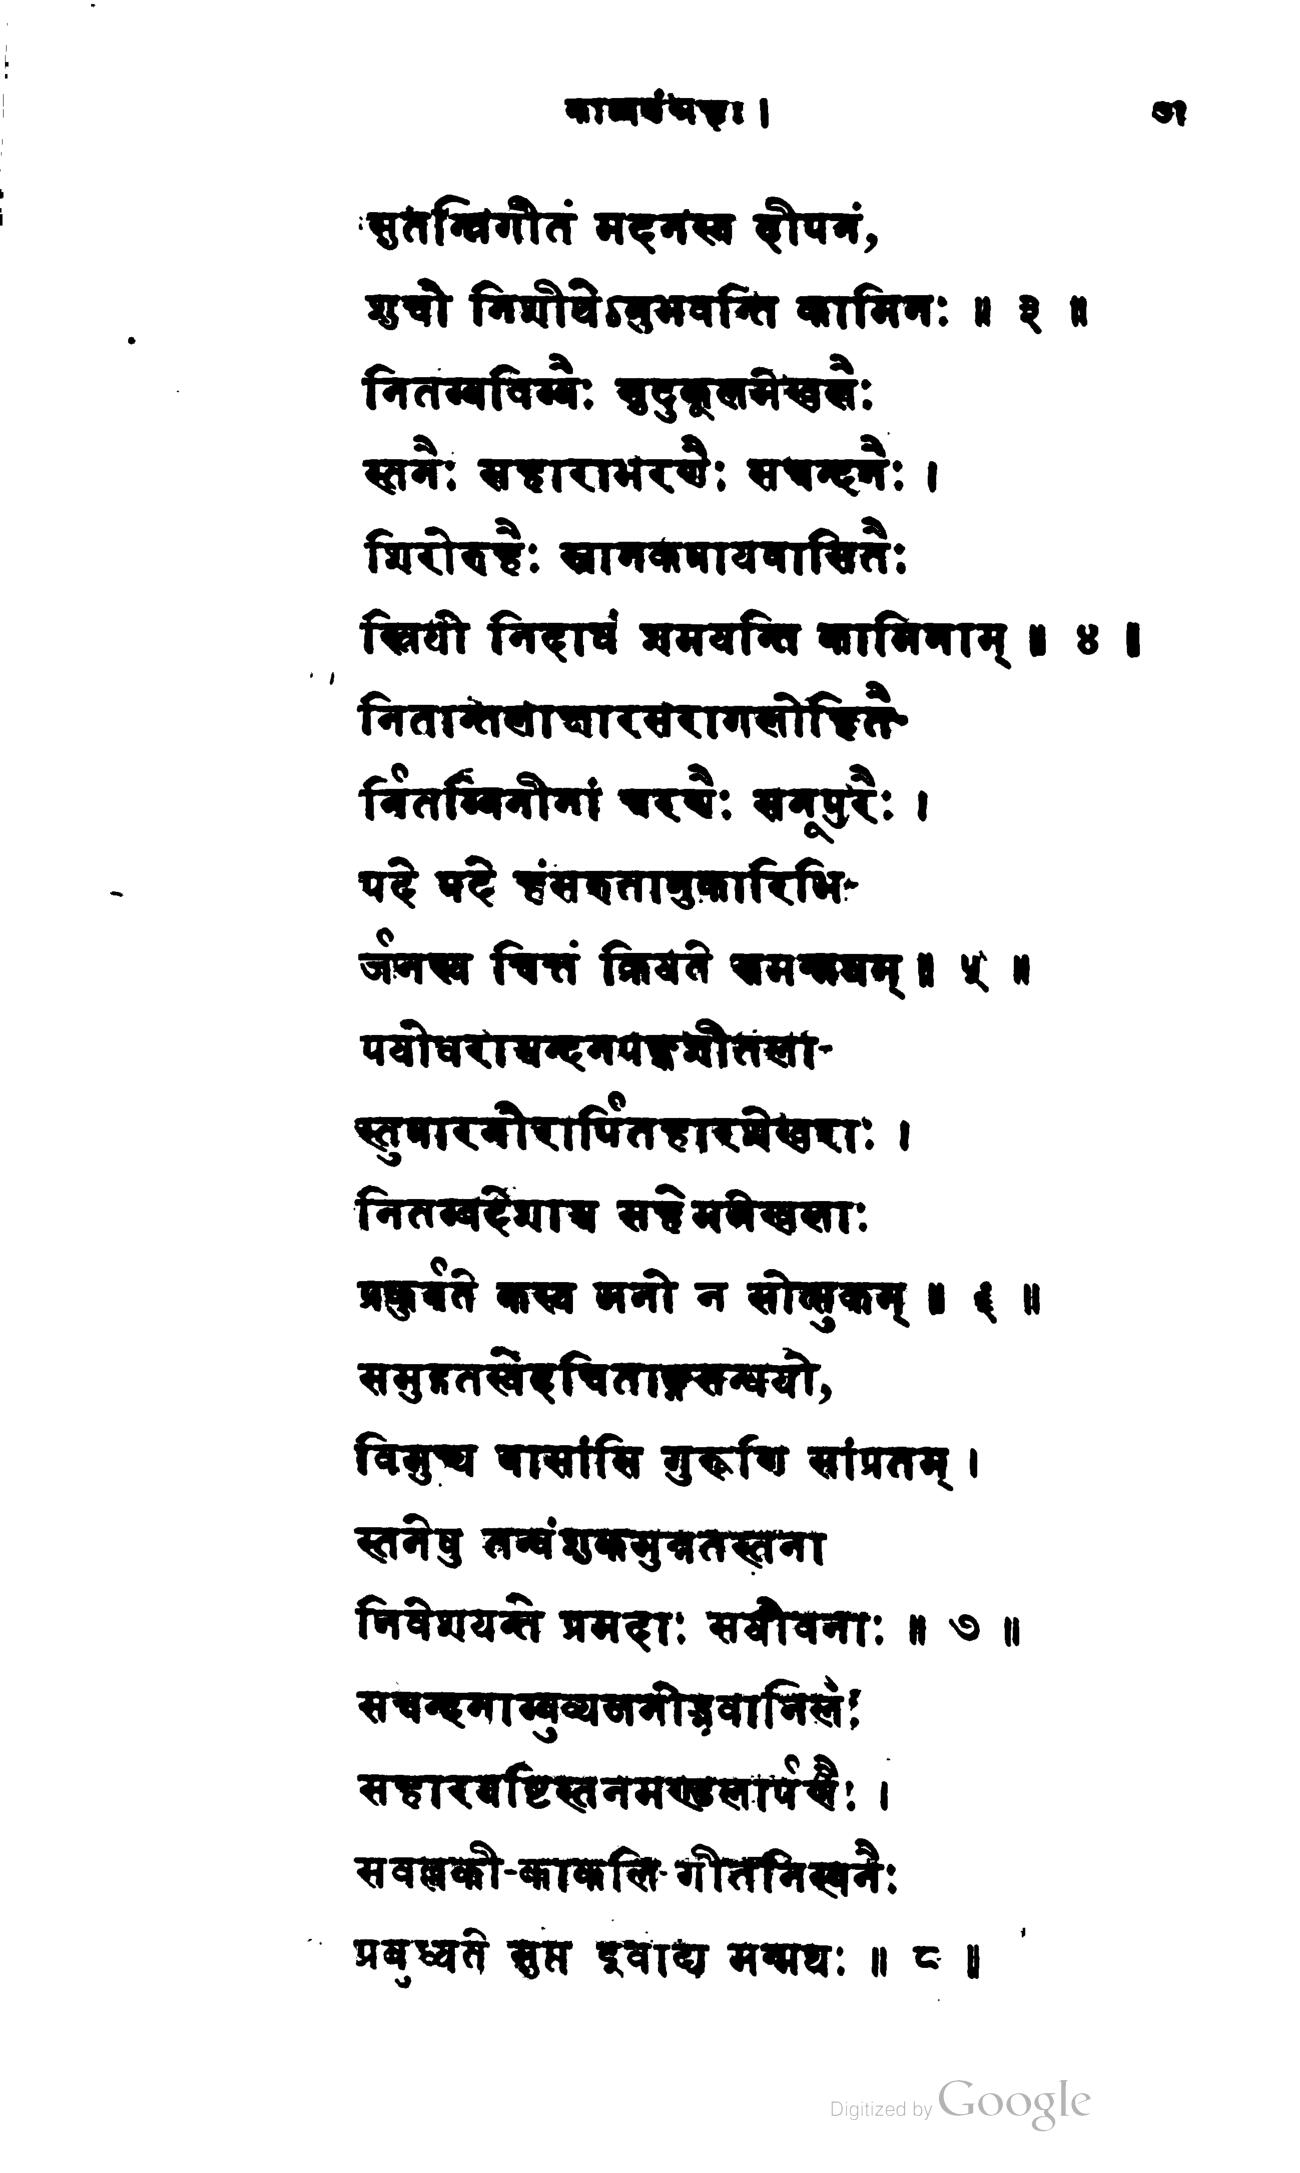 काव्यसंग्रहः। ७१
सुतन्त्रिगीतं मदनस्य दीपनं,
शुचौ निशीथेऽनुभवन्ति कामिनः ॥ ३ ॥
नितम्बविम्बैः सुदुकूलमेखलैः
स्तनैः सहाराभरणैः सचन्दनैः ।
शिरोरुहैः स्नानकषायवासितैः
स्त्रियो निदाघं शमयन्ति कामिनाम् ॥ ४ ॥
नितान्तलाक्षारसरागलोहितै-
र्नितम्बिनीनां चरणैः सनूपुरैः ।
पदे पदे हंसरुतानुकारिभि-
र्जनस्य चित्तं क्रियते समन्मथम् ॥ ५ ॥
पयोधराश्चन्दनपङ्कशीतला-
स्तुषारगौरार्पितहारशेखराः ।
नितम्बदेशाश्च सहेममेखलाः
प्रकुर्वते कस्य मनो न सोत्सुकम् ॥ ६ ॥
समुद्गतस्वेदचिताङ्गसन्धयो,
विमुच्य वासांसि गुरूणि सांप्रतम् ।
स्तनेषु तन्वंशुकमुन्नतस्तना
निवेशयन्ते प्रमदाः सयौवनाः ॥ ७ ॥
सचन्दनाम्बुव्यजनोद्भवानिलैः
सहारयष्टिस्तनमण्डलार्पणैः ।
सवल्लकी-काकलि-गीतनिस्वनैः
प्रबुध्यते सुप्त इवाद्य मन्मथः ॥ ८ ॥
Digitized by Google